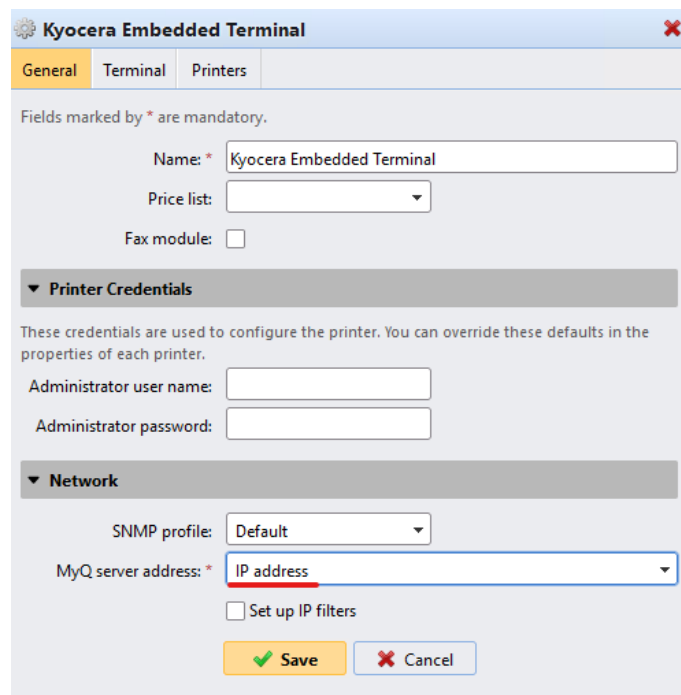 Kyocera Embedded Terminal
General Terminal Printers
Fields marked by * are mandatory.
Name: * Kyocera Embedded Terminal
Price list:
Fax module:
Printer Credentials
These credentials are used to configure the printer. You can override these defaults in the
properties of each printer.
Administrator user name:
Administrator password:
Network
SNMP profile: Default
MyQ server address: * IP address
Set up IP filters
Save Cancel